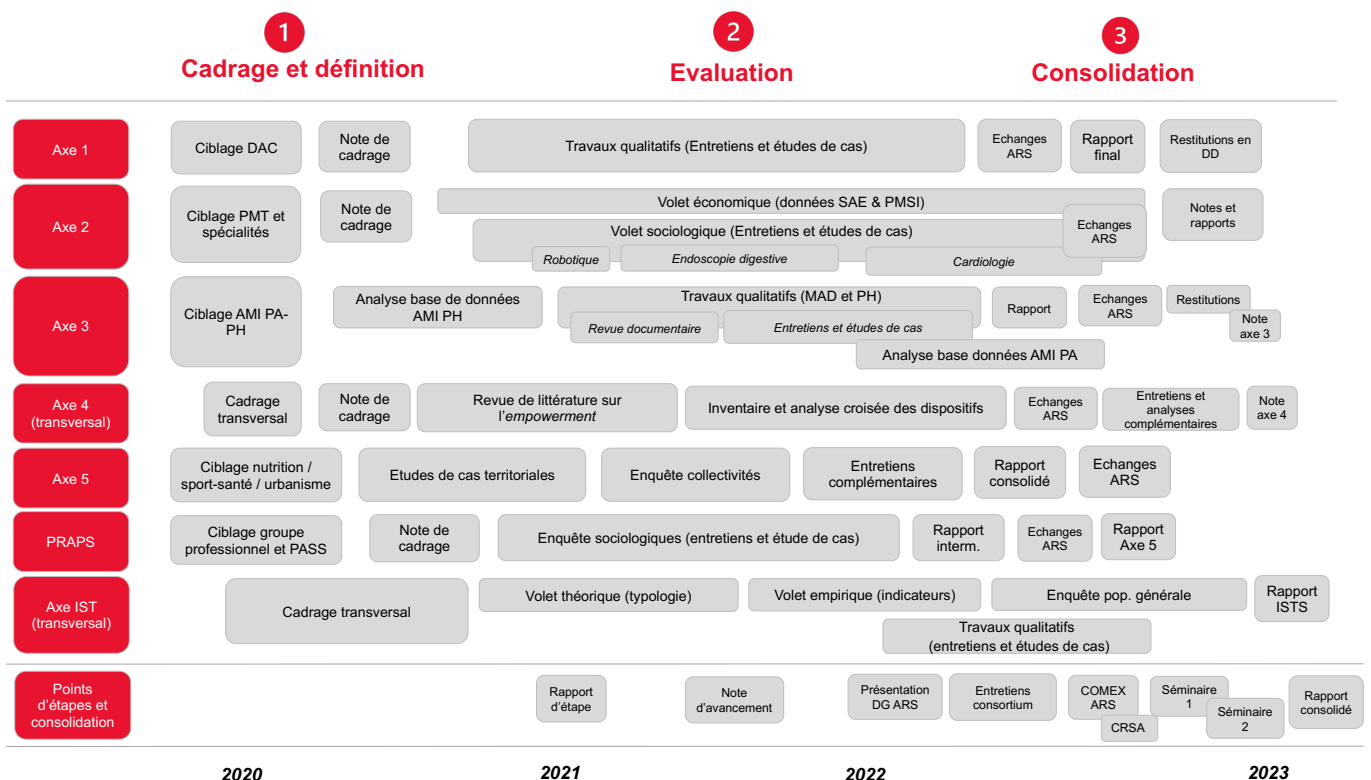 1
2
3
Cadrage et définition
Evaluation
Consolidation
Axe 1
Ciblage DAC
Note de
cadrage
Travaux qualitatifs (Entretiens et études de cas)
Echanges
ARS
Rapport
final
Restitutions en
DD
Axe 2
Ciblage PMT et
spécialités
Note de
cadrage
Volet économique (données SAE & PMSI)
Volet sociologique (Entretiens et études de cas)
Robotique
Endoscopie digestive
Cardiologie
Echanges
ARS
Notes et
rapports
Axe 3
Ciblage AMI PA-
PH
Analyse base de données
AMI PH
Travaux qualitatifs (MAD et PH)
Revue documentaire
Entretiens et études de cas
Analyse base données AMI PA
Rapport
Echanges
ARS
Restitutions
Note
axe 3
Axe 4
(transversal)
Cadrage
transversal
Note de
cadrage
Revue de littérature sur
l'empowerment
Inventaire et analyse croisée des dispositifs
Echanges
ARS
Entretiens et
analyses
complémentaires
Note
axe 4
Axe 5
Ciblage nutrition /
sport-santé / urbanisme
Etudes de cas territoriales
Enquête collectivités
Entretiens
complémentaires
Rapport
consolidé
Echanges
ARS
PRAPS
Ciblage groupe
professionnel et PASS
Note de
cadrage
Enquête sociologiques (entretiens et étude de cas)
Rapport
interm.
Echanges
ARS
Rapport
Axe 5
Axe IST
(transversal)
Cadrage transversal
Volet théorique (typologie)
Volet empirique (indicateurs)
Enquête pop. générale
Travaux qualitatifs
(entretiens et études de cas)
Rapport
ISTS
Points
d'étapes et
consolidation
Rapport
d'étape
Note
d'avancement
Présentation
DG ARS
Entretiens
consortium
COMEX
ARS
CRSA
Séminaire
1
Séminaire
2
Rapport
consolidé
2020
2021
2022
2023